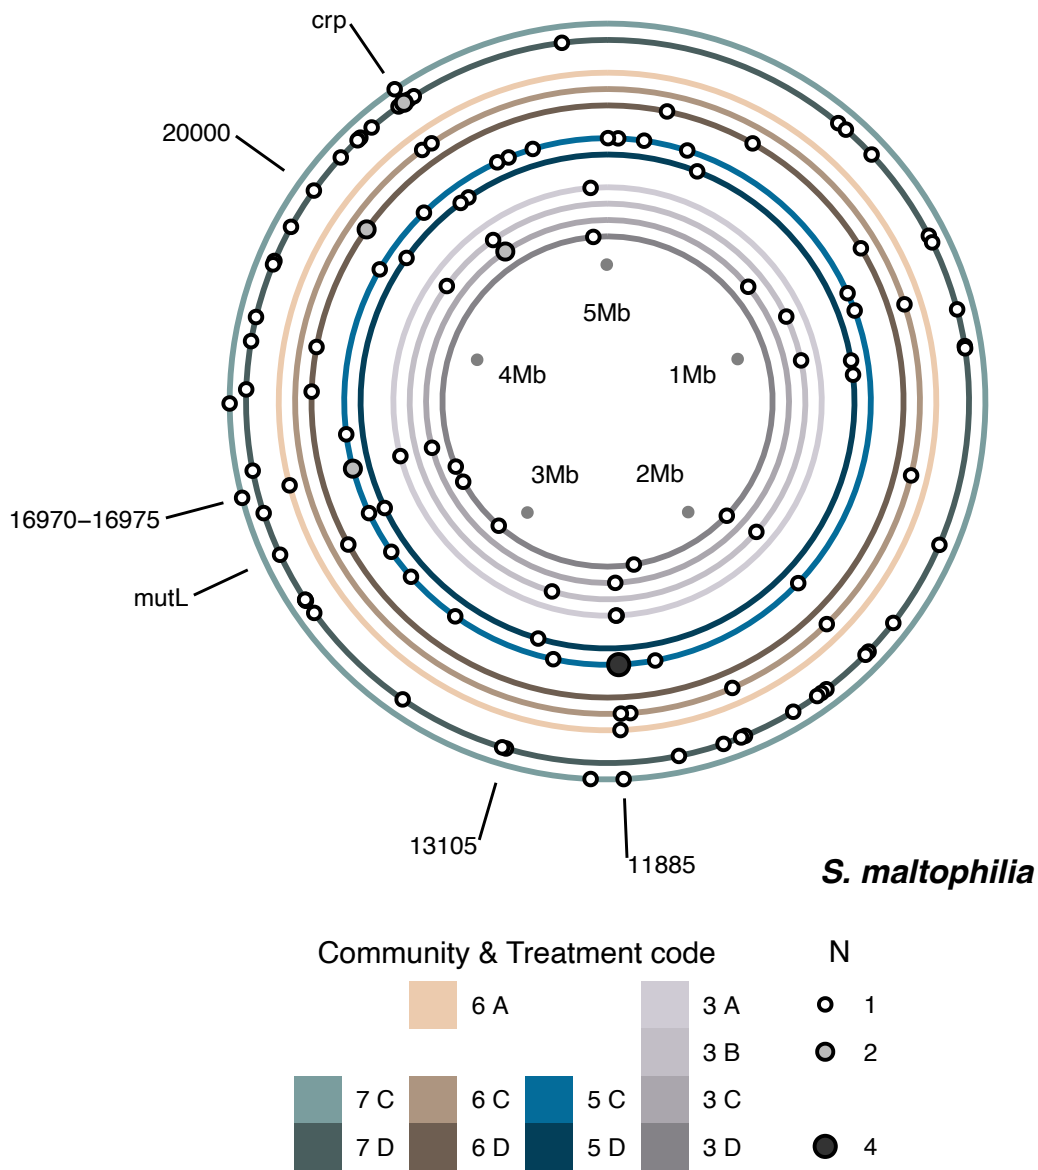 crp
20000
5Mb
4Mb
1Mb
3Mb
2Mb
16970–16975
mutL
13105
11885
S. maltophilia
Community & Treatment code
N
6 A
3 A
1
3 B
2
7 C
6 C
5 C
3 C
7 D
6 D
5 D
3 D
4